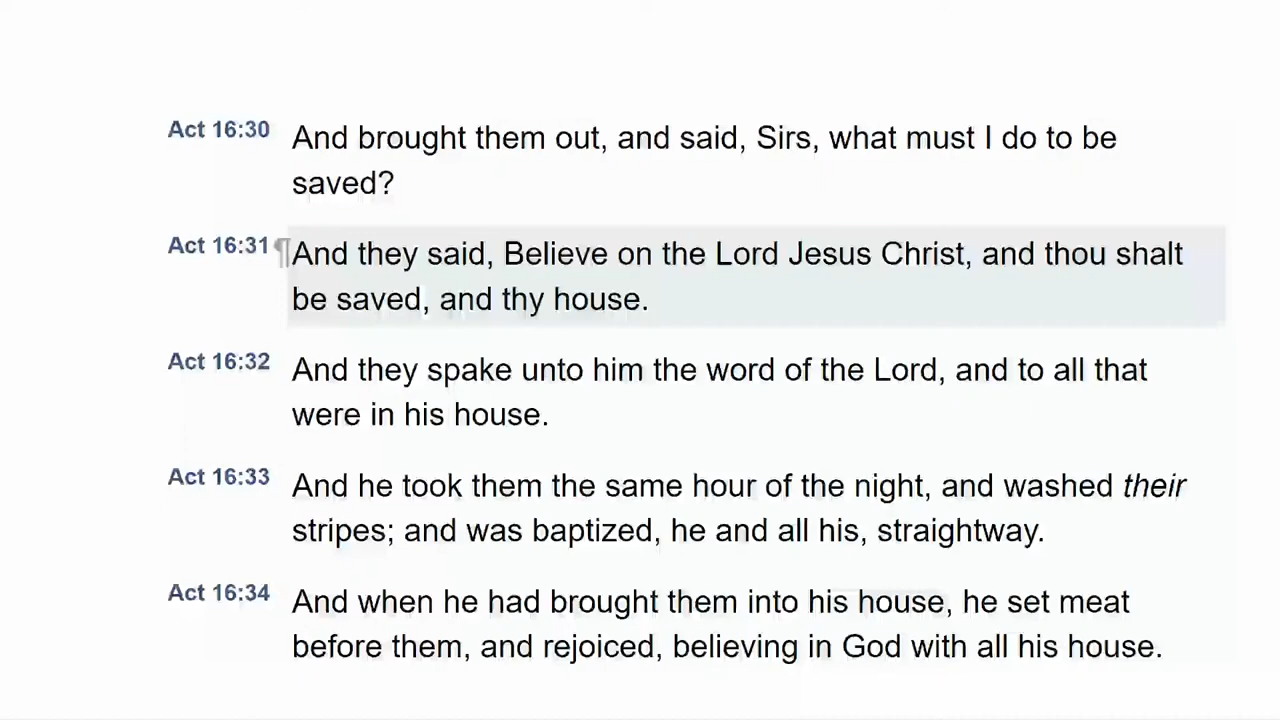 Act 16:30 And brought them out, and said, Sirs, what must I do to be
saved?
Act 16:31 ¶And they said, Believe on the Lord Jesus Christ, and thou shalt
be saved, and thy house.
Act 16:32 And they spake unto him the word of the Lord, and to all that
were in his house.
Act 16:33 And he took them the same hour of the night, and washed their
stripes; and was baptized, he and all his, straightway.
Act 16:34 And when he had brought them into his house, he set meat
before them, and rejoiced, believing in God with all his house.